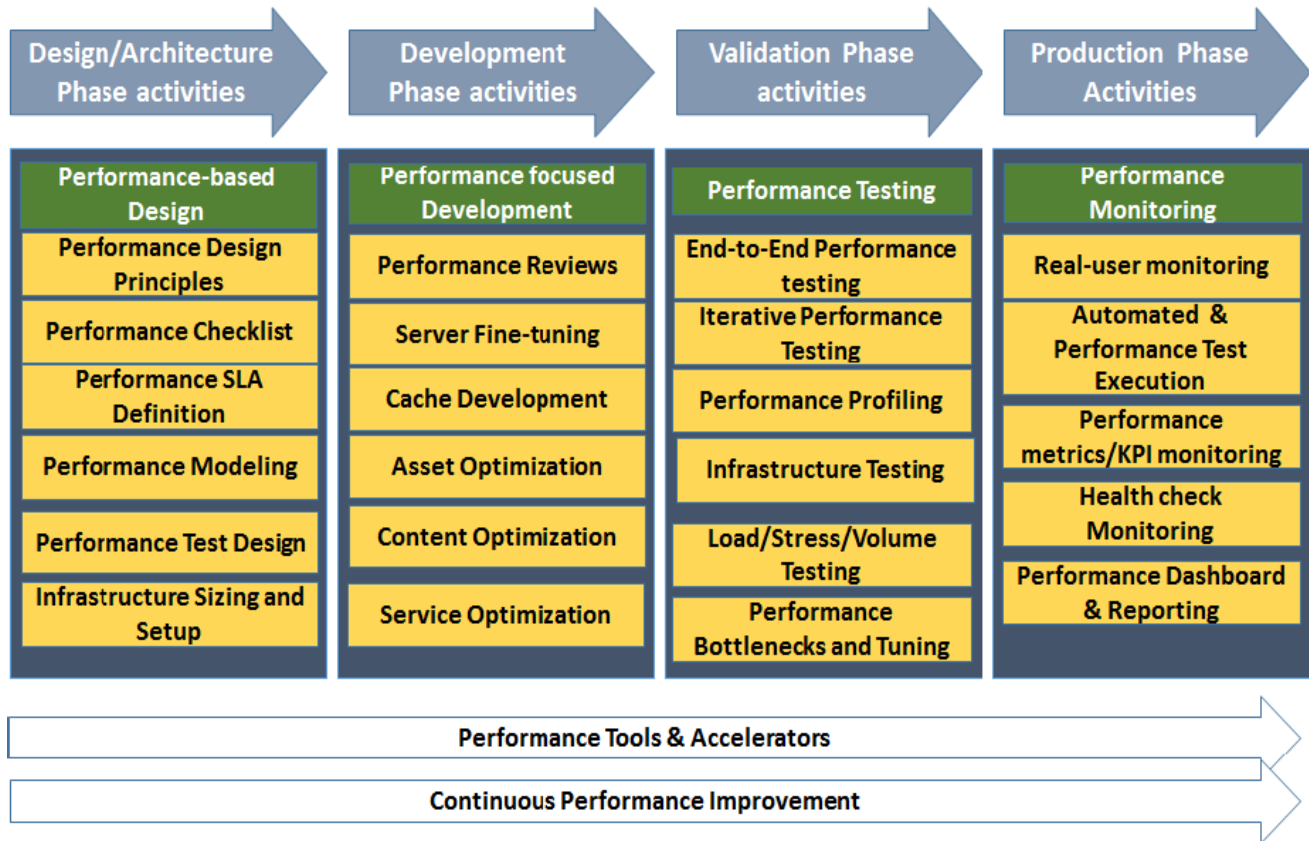 Design/Architecture
Phase activities
Development
Phase activities
Validation Phase
activities
Production Phase
Activities
Performance-based
Design
Performance Design
Principles
Performance Checklist
Performance SLA
Definition
Performance Modeling
Performance Test Design
Infrastructure Sizing and
Setup
Performance focused
Development
Performance Reviews
Server Fine-tuning
Cache Development
Asset Optimization
Content Optimization
Service Optimization
Performance Testing
End-to-End Performance
testing
Iterative Performance
Testing
Performance Profiling
Infrastructure Testing
Load/Stress/Volume
Testing
Performance
Bottlenecks and Tuning
Performance
Monitoring
Real-user monitoring
Automated &
Performance Test
Execution
Performance
metrics/KPI monitoring
Health check
Monitoring
Performance Dashboard
& Reporting
Performance Tools & Accelerators
Continuous Performance Improvement